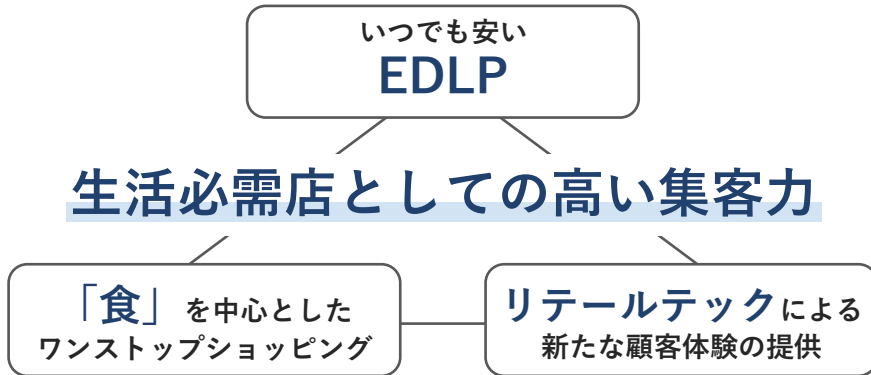 いつでも安い
EDLP
生活必需店としての高い集客力
「食」を中心とした
ワンストップショッピング
リテールテックによる
新たな顧客体験の提供